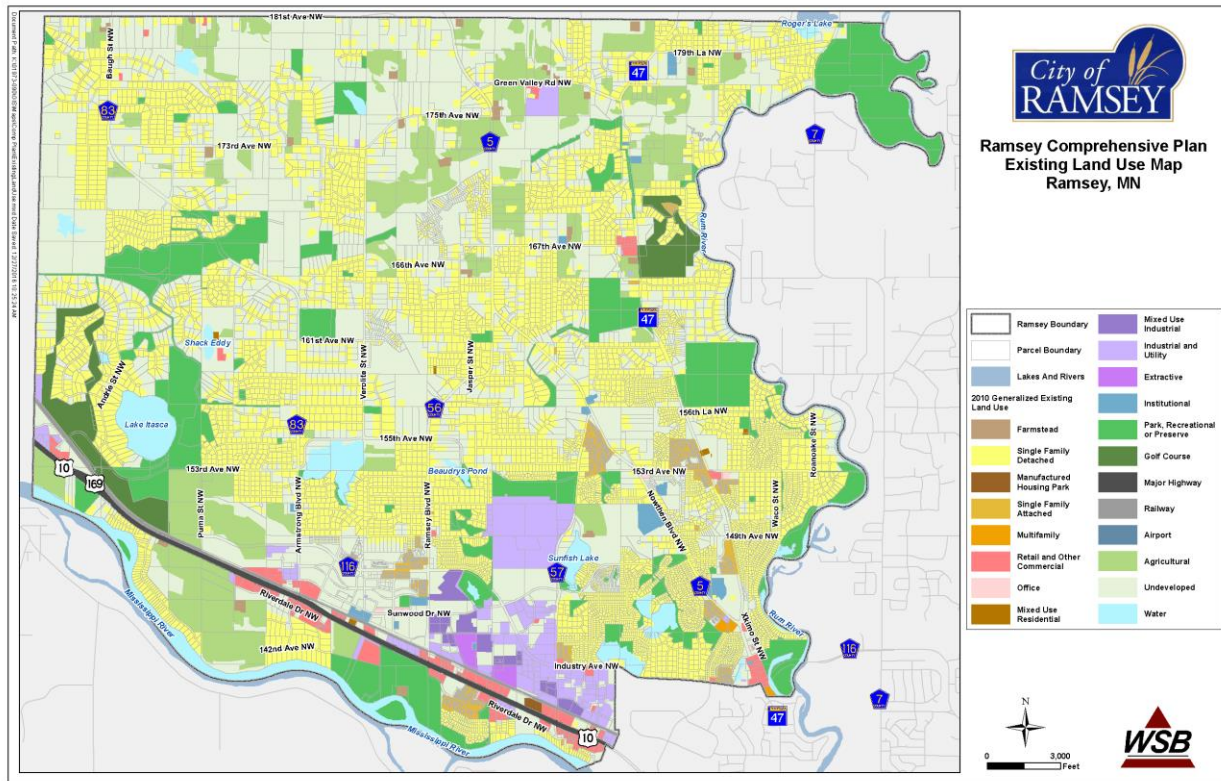 City of
RAMSEY
Ramsey Comprehensive Plan
Existing Land Use Map
Ramsey, MN
181st Ave NW
Roger's Lake
Baugh St NW
179th La NW
47
Green Valley Rd NW
83
175th Ave NW
5
7
173rd Ave NW
Rum River
167th Ave NW
166th Ave NW
47
Shack Eddy
161st Ave NW
Variolite St NW
Jasper St NW
Andrie St NW
56
156th La NW
Lake Itasca
83
155th Ave NW
Roanoake St NW
10
169
153rd Ave NW
Beaudrys Pond
153rd Ave NW
Puma St NW
Armstrong Blvd NW
Ramsey Blvd NW
Nowthen Blvd NW
Waco St NW
149th Ave NW
116
Sunfish Lake
57
5
Mississippi River
Riverdale Dr NW
Sunwood Dr NW
Xkimo St NW
Rum River
116
142nd Ave NW
Industry Ave NW
7
Riverdale Dr NW
47
Mississippi River
10
Ramsey Boundary
Parcel Boundary
Lakes And Rivers
2010 Generalized Existing
Land Use
Farmstead
Single Family
Detached
Manufactured
Housing Park
Single Family
Attached
Multifamily
Retail and Other
Commercial
Office
Mixed Use
Residential
Mixed Use
Industrial
Industrial and
Utility
Extractive
Institutional
Park, Recreational
or Preserve
Golf Course
Major Highway
Railway
Airport
Agricultural
Undeveloped
Water
N
0 3,000
Feet
WSB